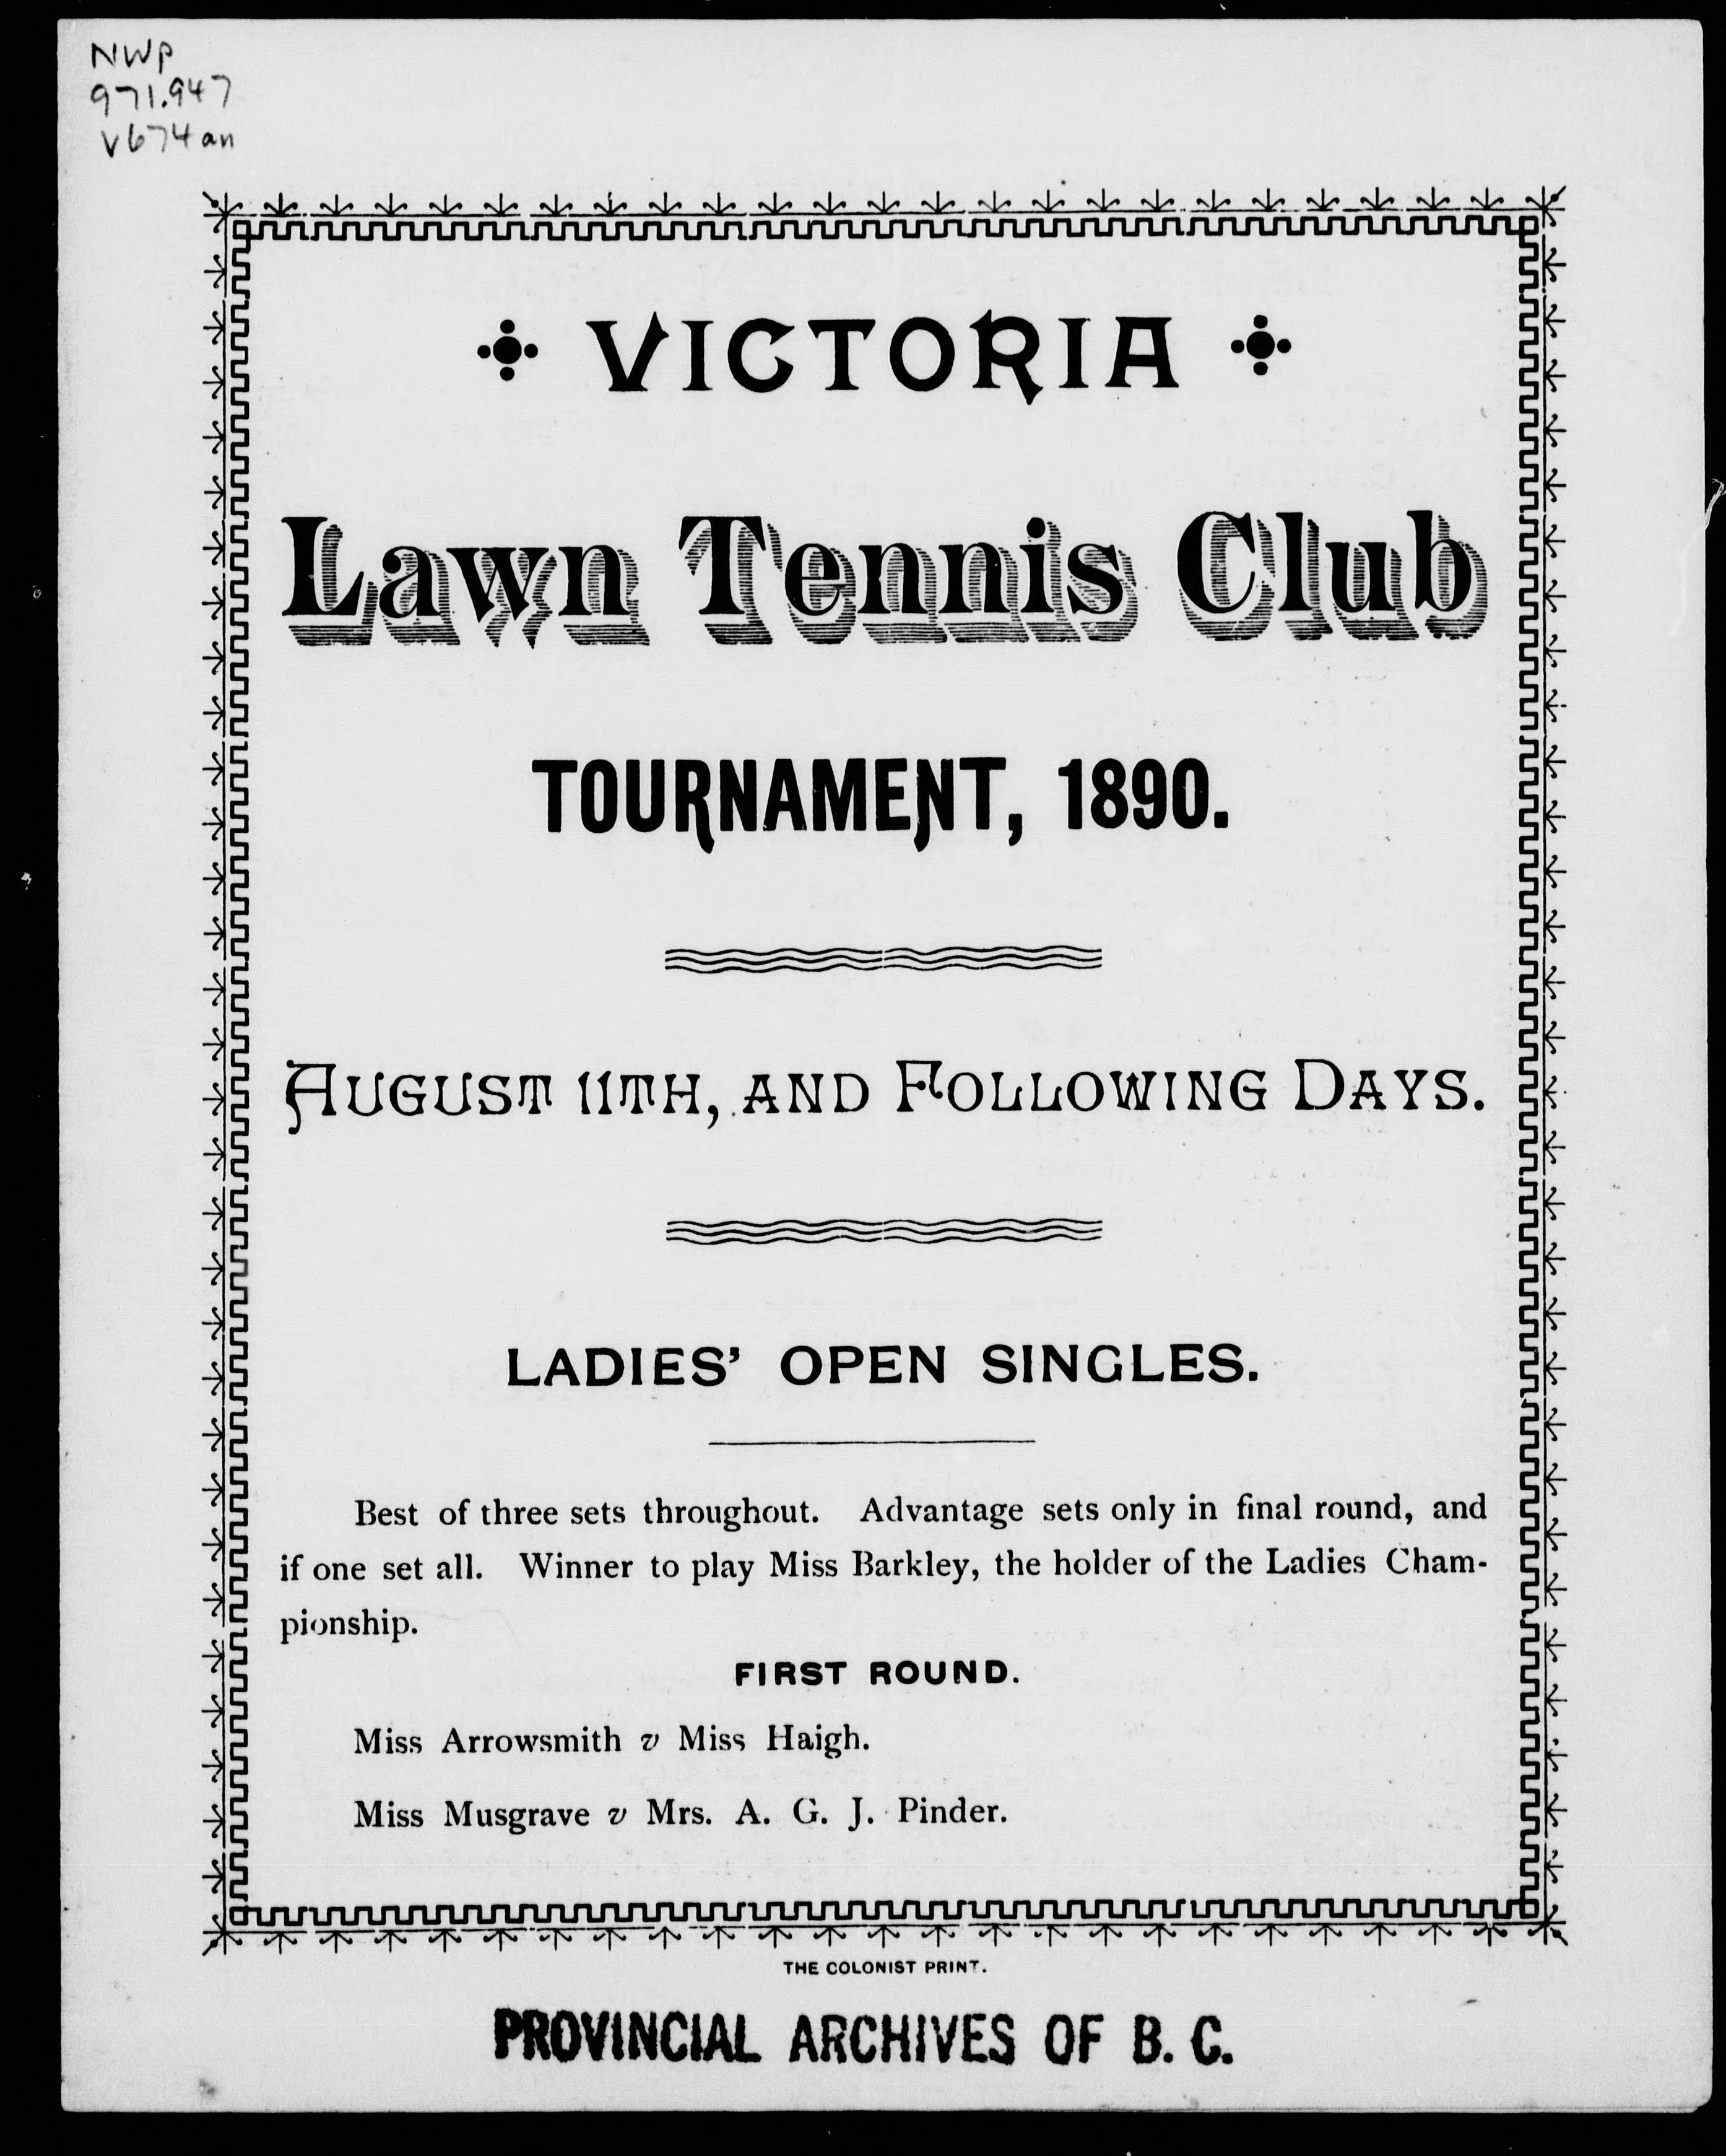 NWp
971.947
V674an
VICTORIA
Lawn Tennis Club
TOURNAMENT, 1890.
AUGUST 11TH, AND FOLLOWING DAYS.
LADIES' OPEN SINGLES.
Best of three sets throughout. Advantage sets only in final round, and
if one set all. Winner to play Miss Barkley, the holder of the Ladies Cham-
pionship.
FIRST ROUND.
Miss Arrowsmith v Miss Haigh.
Miss Musgrave v Mrs. A. G. J. Pinder.
THE COLONIST PRINT.
PROVINCIAL ARCHIVES OF B. C.